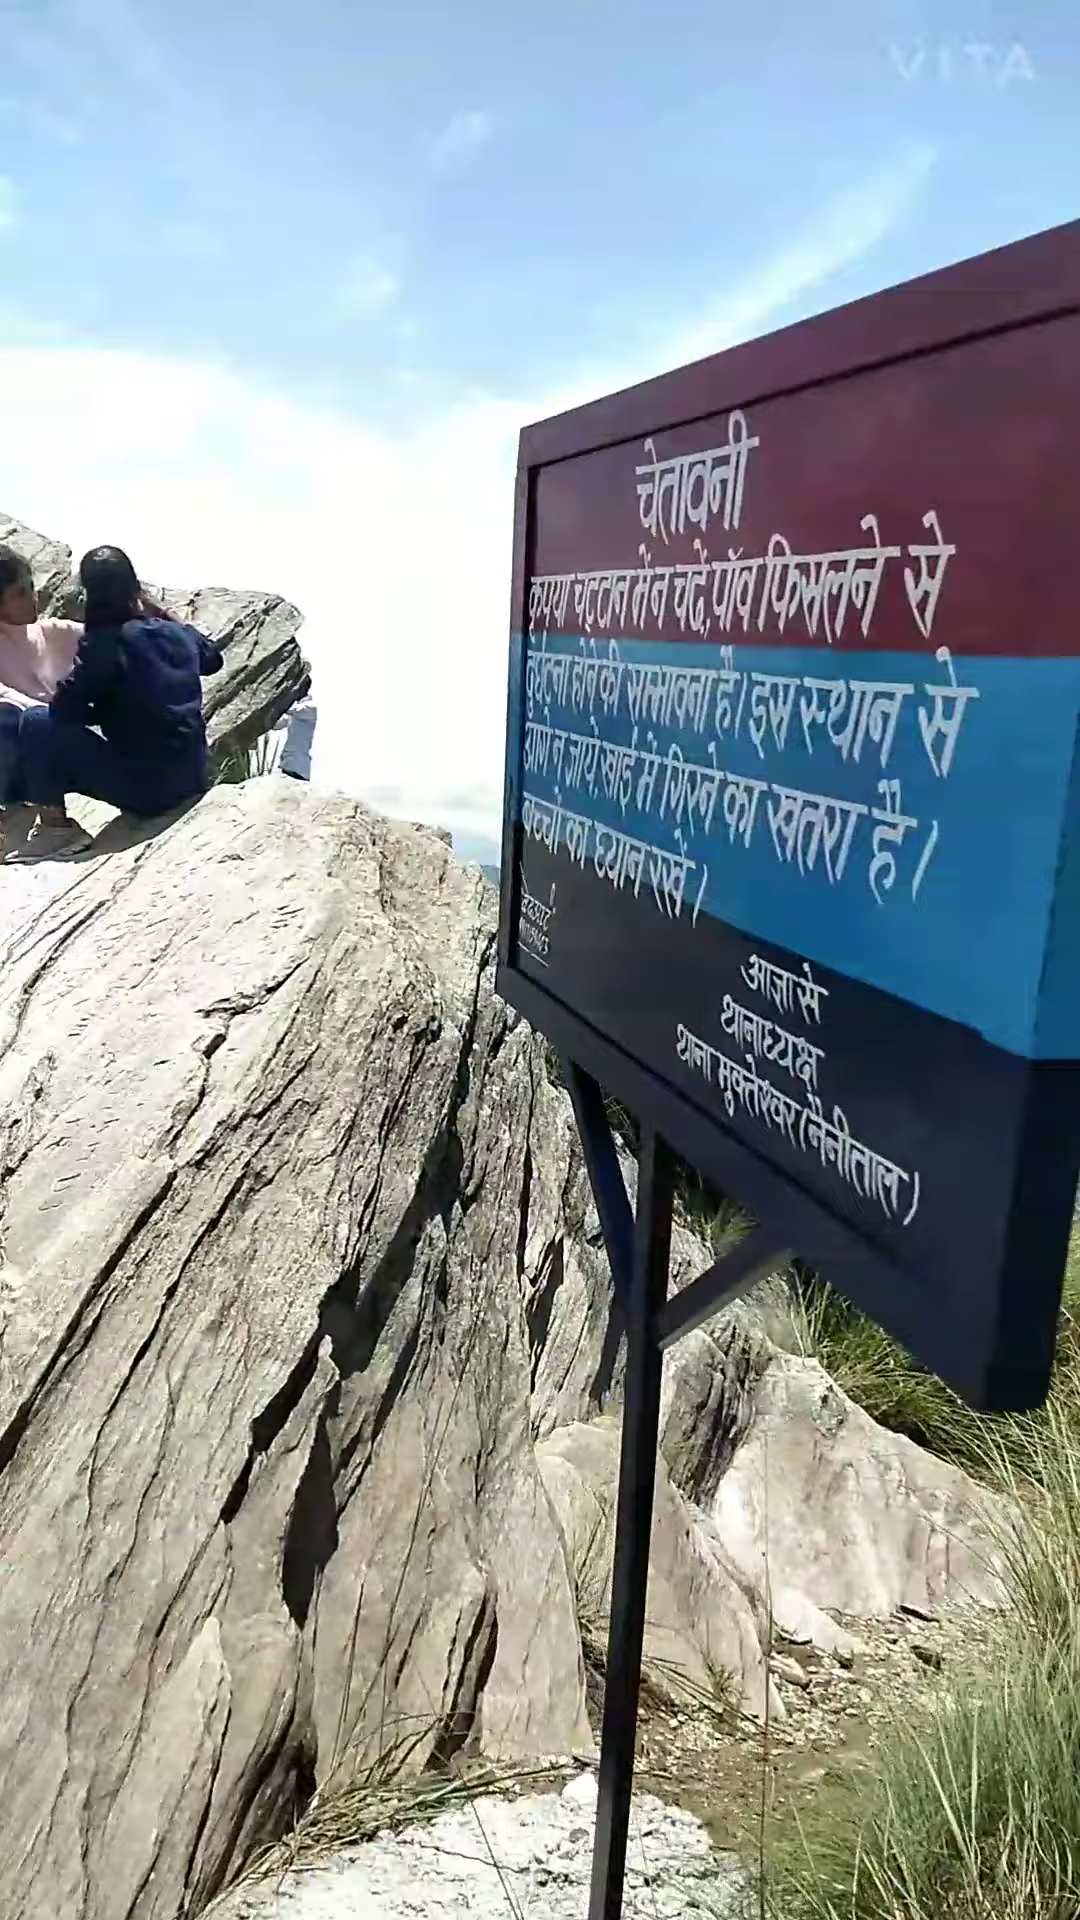 VITA
चेतावनी
कृपया चट्टान में न चढें, पॉव फिसलने से
दुर्घटना होने की सम्भावना है। इस स्थान से
आगे न जाये, खाई में गिरने का खतरा है।
बच्चों का ध्यान रखें।
आज्ञा से
थानाध्यक्ष
थाना मुक्तेश्वर (नैनीताल)